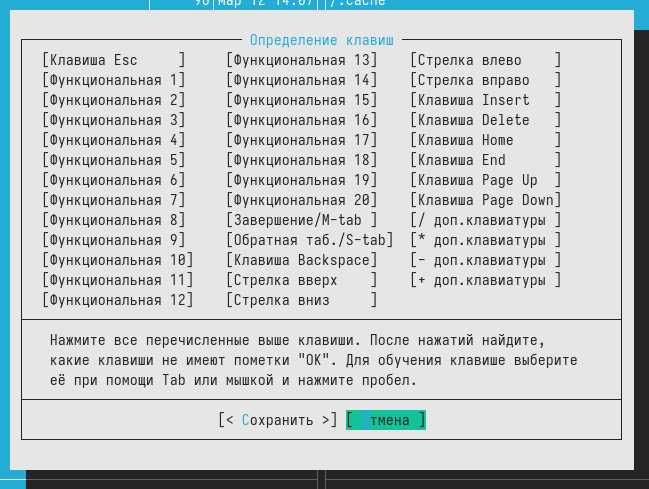 90 мар 12 14:07 /.cache
Определение клавиш
[Клавиша Esc     ] [Функциональная 13] [Стрелка влево    ]
[Функциональная 1] [Функциональная 14] [Стрелка вправо   ]
[Функциональная 2] [Функциональная 15] [Клавиша Insert   ]
[Функциональная 3] [Функциональная 16] [Клавиша Delete   ]
[Функциональная 4] [Функциональная 17] [Клавиша Home     ]
[Функциональная 5] [Функциональная 18] [Клавиша End      ]
[Функциональная 6] [Функциональная 19] [Клавиша Page Up  ]
[Функциональная 7] [Функциональная 20] [Клавиша Page Down]
[Функциональная 8] [Завершение/M-tab ] [/ доп.клавиатуры ]
[Функциональная 9] [Обратная таб./S-tab] [* доп.клавиатуры ]
[Функциональная 10] [Клавиша Backspace] [- доп.клавиатуры ]
[Функциональная 11] [Стрелка вверх    ] [+ доп.клавиатуры ]
[Функциональная 12] [Стрелка вниз     ]
Нажмите все перечисленные выше клавиши. После нажатий найдите,
какие клавиши не имеют пометки "OK". Для обучения клавише выберите
её при помощи Tab или мышкой и нажмите пробел.
[< Сохранить >] [ Отмена ]